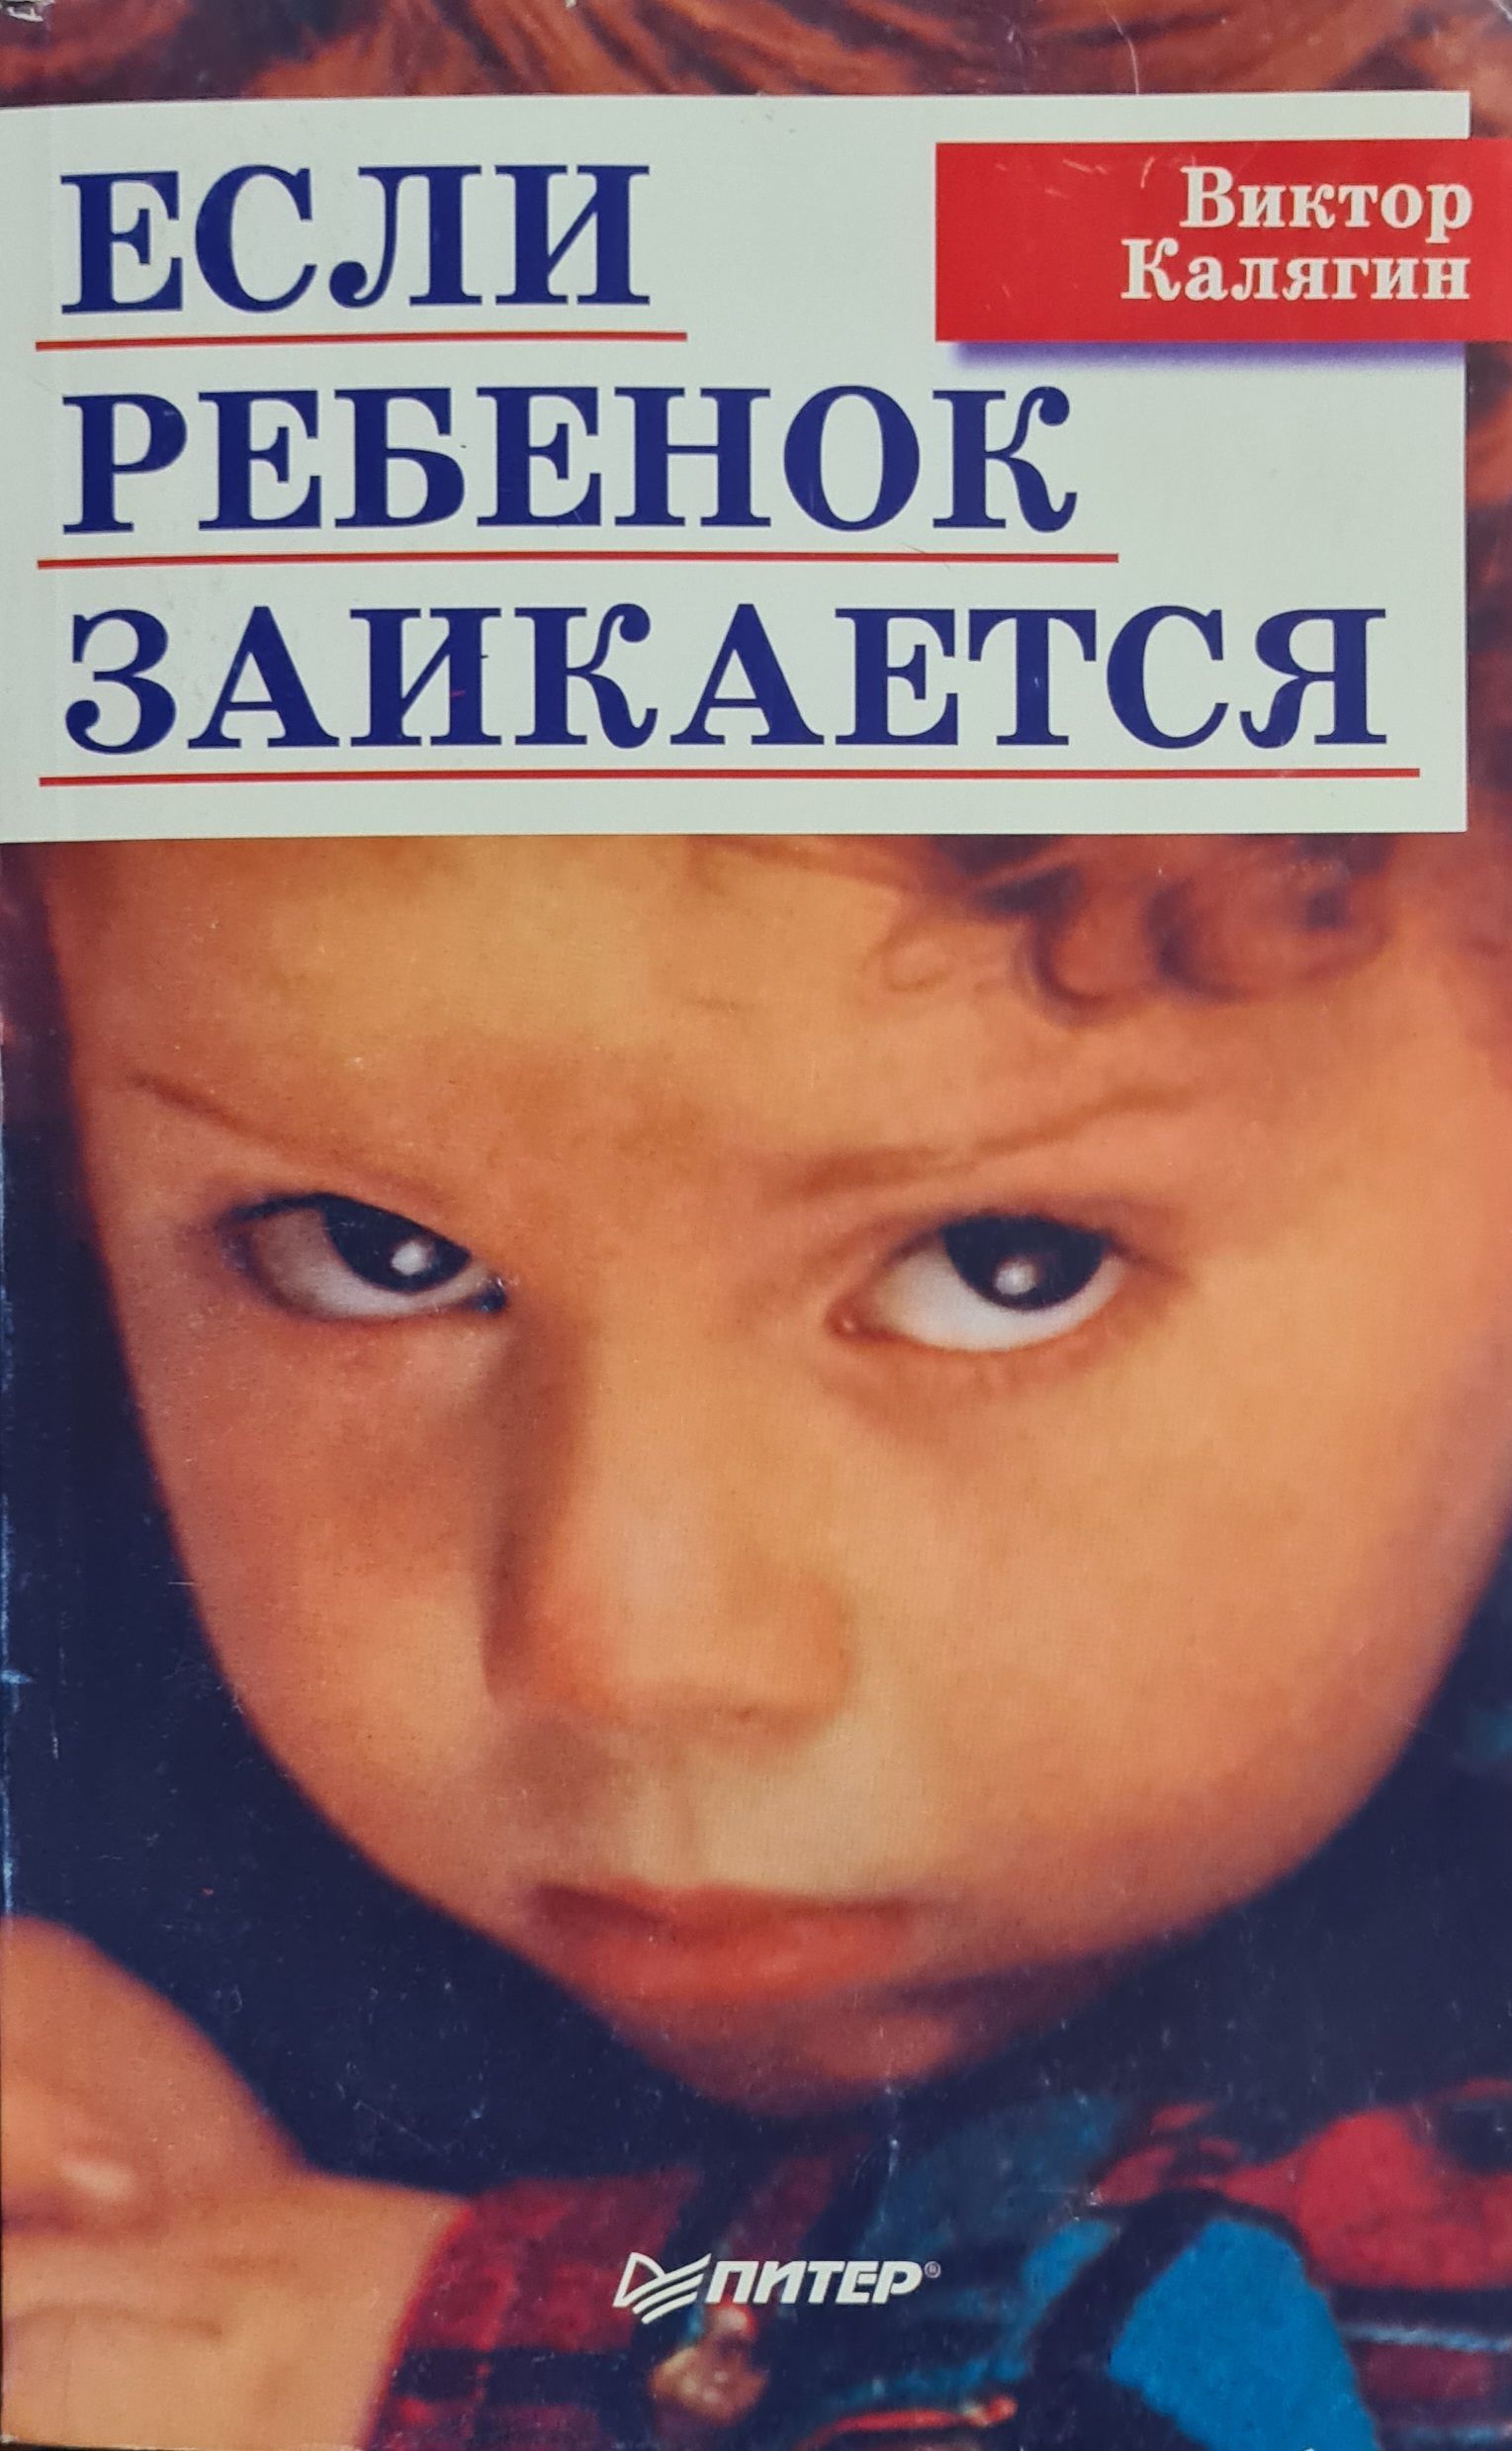 ЕСЛИ
Виктор
Калягин
РЕБЕНОК
ЗАИКАЕТСЯ
ПИТЕР®